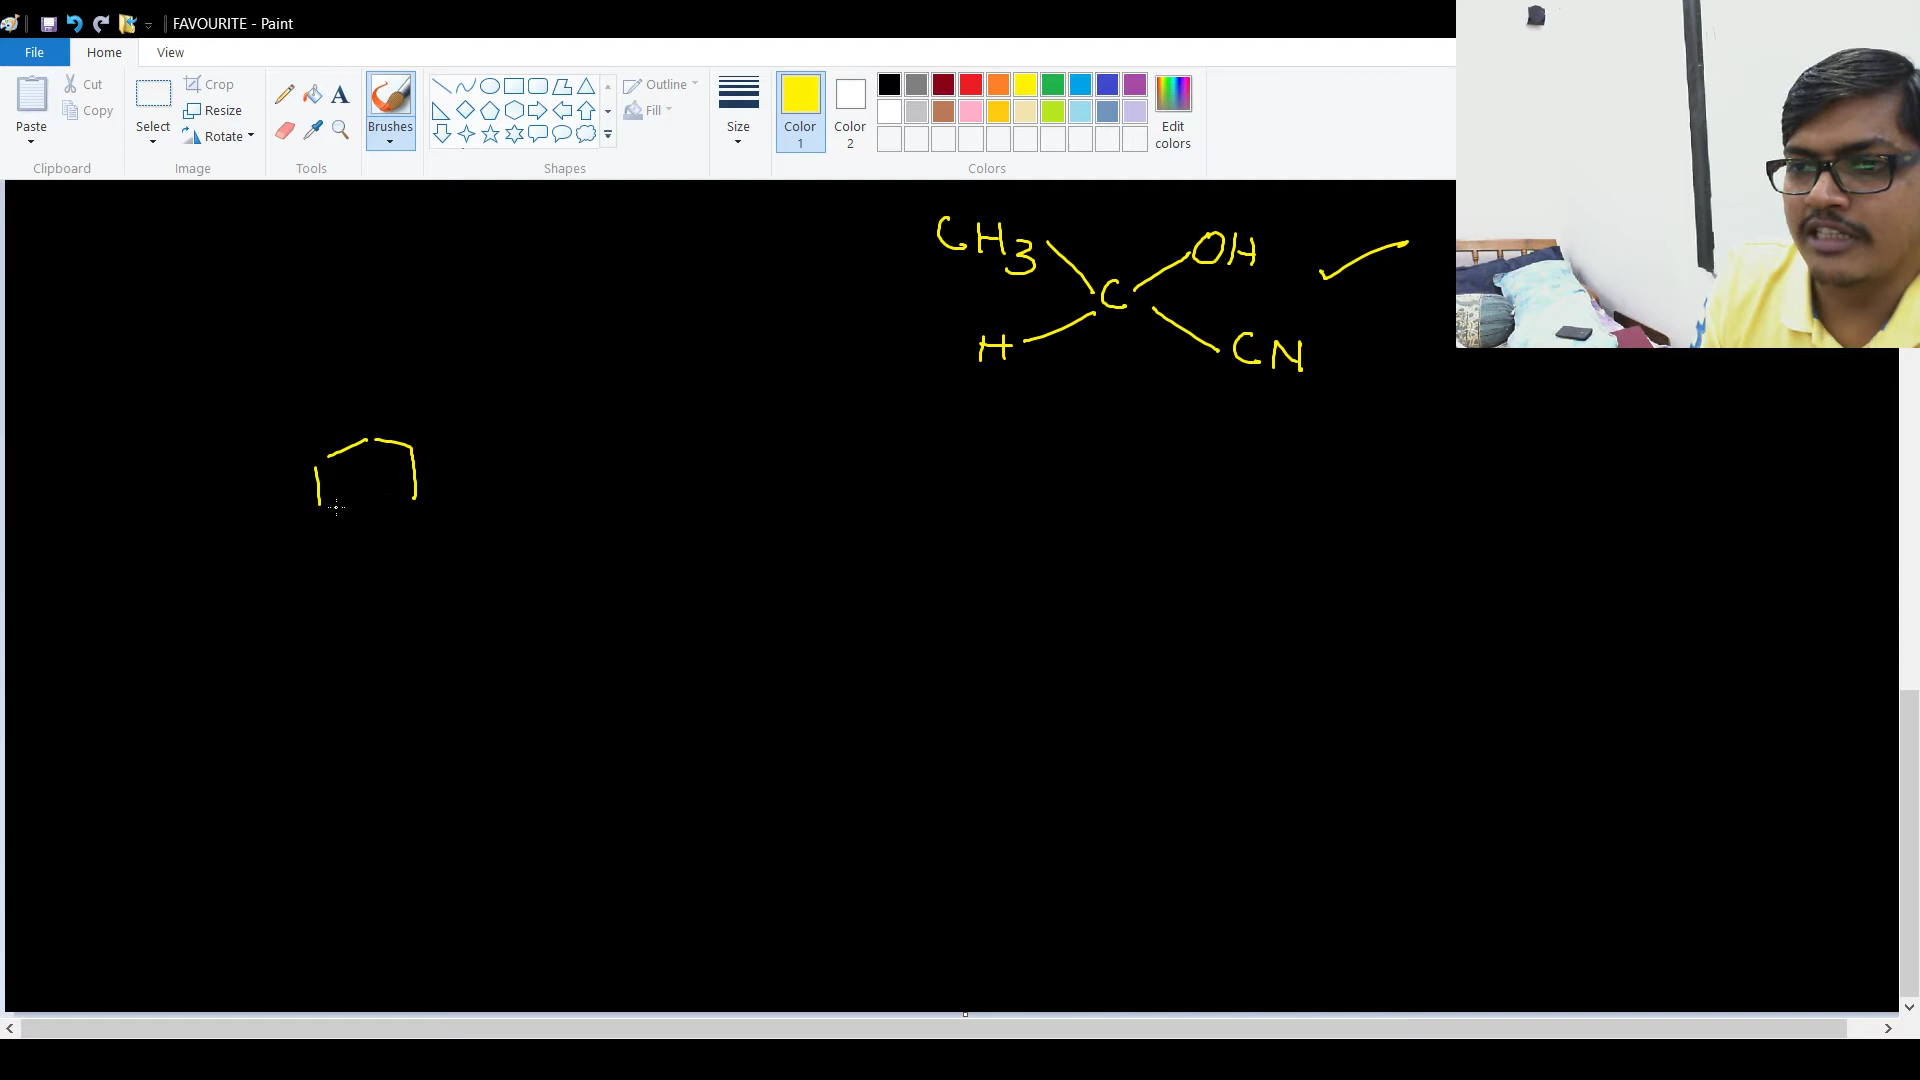 FAVOURITE - Paint
File Home View
Paste
Cut
Copy
Clipboard
Select
Crop
Resize
Rotate
Image
Tools
A
Brushes
Shapes
Outline
Fill
Size
Color 1
Color 2
Edit colors
Colors
CH3 OH
C
H CN